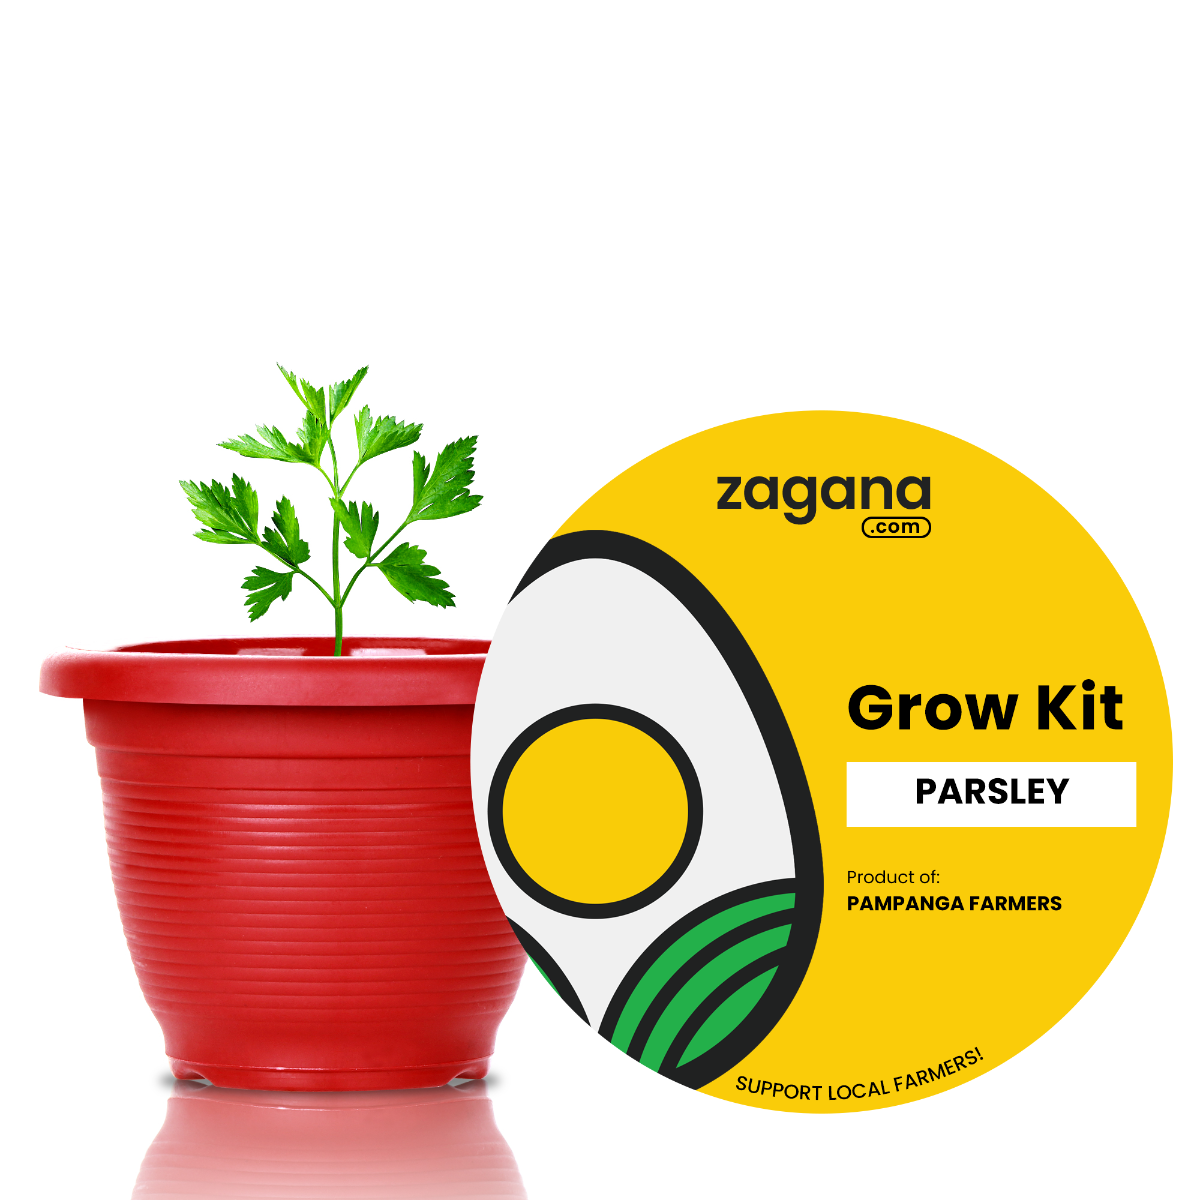 zagana
.com
Grow Kit
PARSLEY
Product of:
PAMPANGA FARMERS
SUPPORT LOCAL FARMERS!